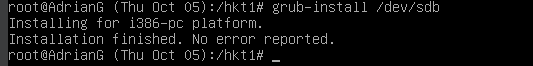 root@AdrianG (Thu Oct 05):/hkt1# grub-install /dev/sdb
Installing for i386-pc platform.
Installation finished. No error reported.
root@AdrianG (Thu Oct 05):/hkt1# _